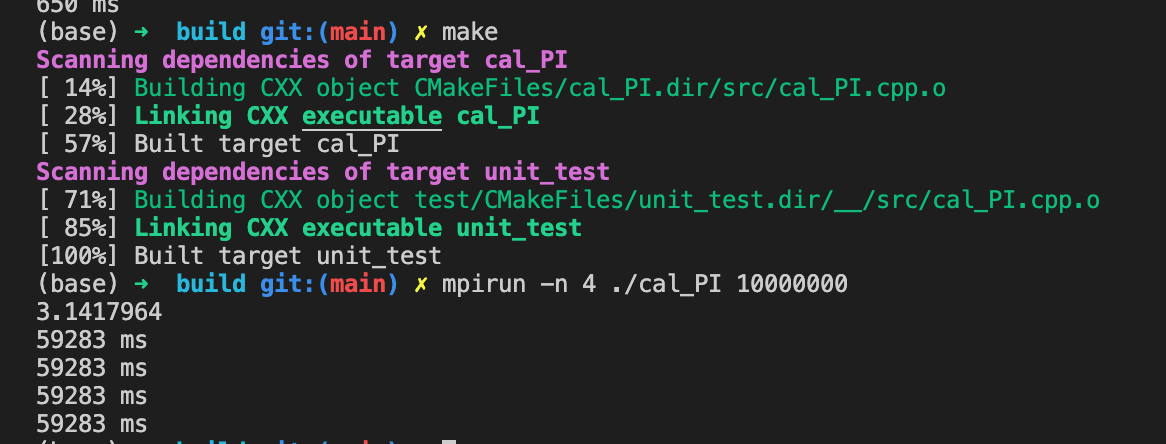 650 ms
(base) ➜  build git:(main) ✗ make
Scanning dependencies of target cal_PI
[ 14%] Building CXX object CMakeFiles/cal_PI.dir/src/cal_PI.cpp.o
[ 28%] Linking CXX executable cal_PI
[ 57%] Built target cal_PI
Scanning dependencies of target unit_test
[ 71%] Building CXX object test/CMakeFiles/unit_test.dir/__/src/cal_PI.cpp.o
[ 85%] Linking CXX executable unit_test
[100%] Built target unit_test
(base) ➜  build git:(main) ✗ mpirun -n 4 ./cal_PI 10000000
3.1417964
59283 ms
59283 ms
59283 ms
59283 ms